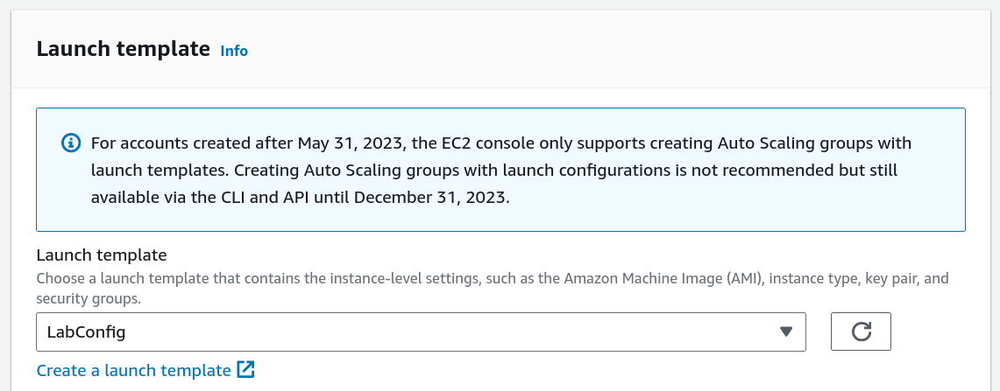 Launch template Info
For accounts created after May 31, 2023, the EC2 console only supports creating Auto Scaling groups with
launch templates. Creating Auto Scaling groups with launch configurations is not recommended but still
available via the CLI and API until December 31, 2023.
Launch template
Choose a launch template that contains the instance-level settings, such as the Amazon Machine Image (AMI), instance type, key pair, and
security groups.
LabConfig
Create a launch template